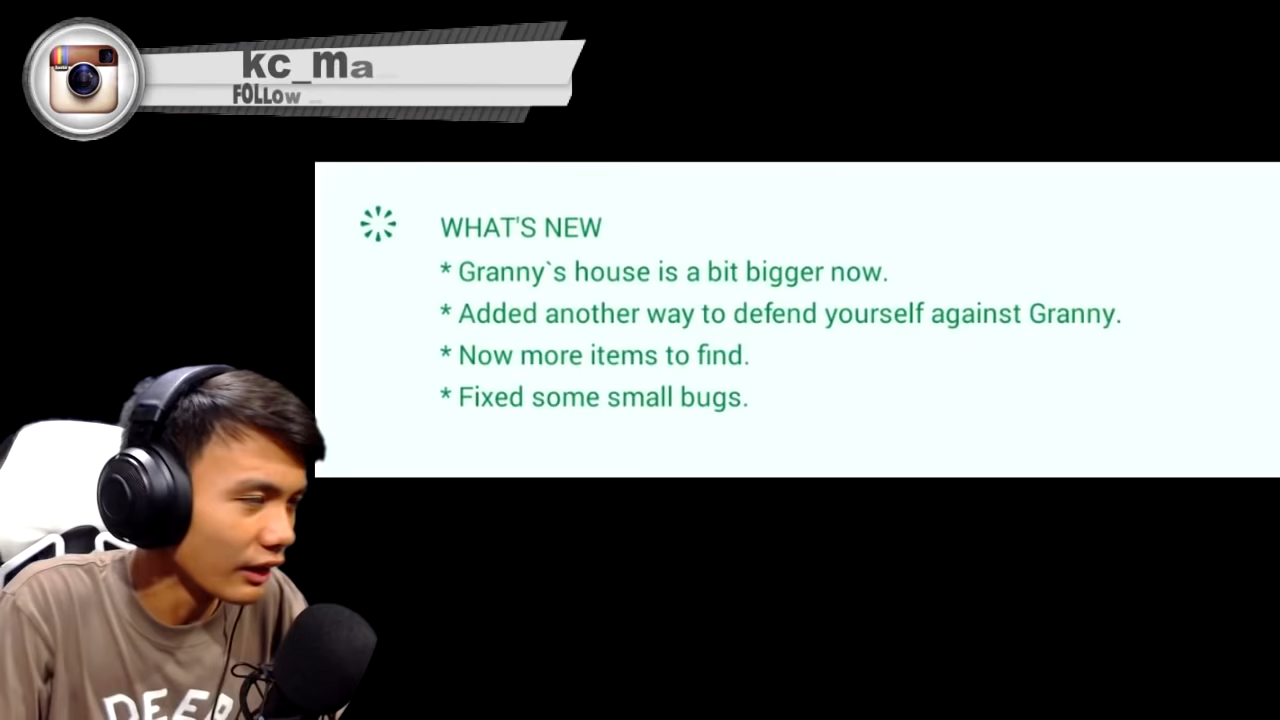 kc_ma
FOLLOW
WHAT'S NEW
* Granny`s house is a bit bigger now.
* Added another way to defend yourself against Granny.
* Now more items to find.
* Fixed some small bugs.
DEER